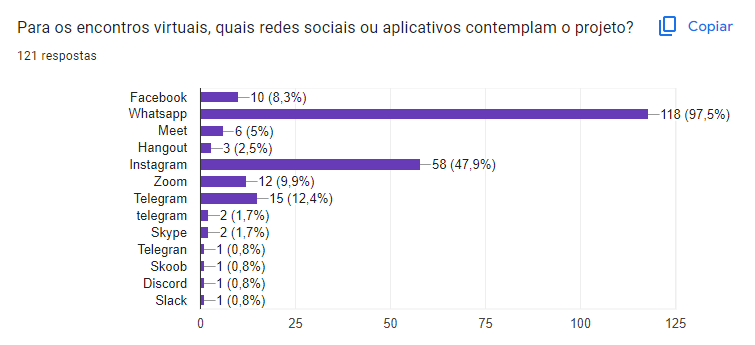 Para os encontros virtuais, quais redes sociais ou aplicativos contemplam o projeto?
Copiar
121 respostas
Facebook 10 (8,3%)
Whatsapp 118 (97,5%)
Meet 6 (5%)
Hangout 3 (2,5%)
Instagram 58 (47,9%)
Zoom 12 (9,9%)
Telegram 15 (12,4%)
telegram 2 (1,7%)
Skype 2 (1,7%)
Telegran 1 (0,8%)
Skoob 1 (0,8%)
Discord 1 (0,8%)
Slack 1 (0,8%)
0 25 50 75 100 125